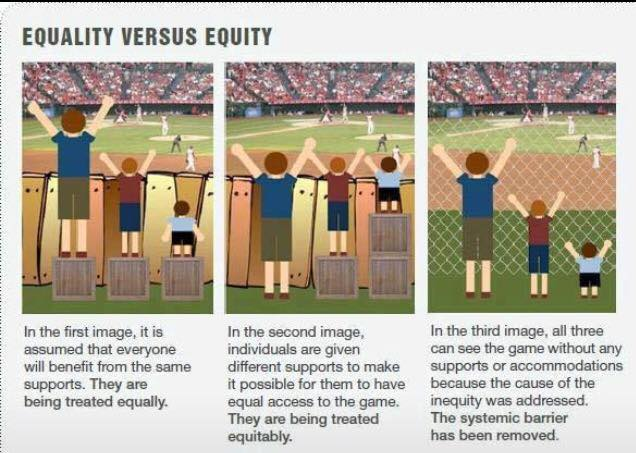 EQUALITY VERSUS EQUITY
In the first image, it is
assumed that everyone
will benefit from the same
supports. They are
being treated equally.
In the second image,
individuals are given
different supports to make
it possible for them to have
equal access to the game.
They are being treated
equitably.
In the third image, all three
can see the game without any
supports or accommodations
because the cause of the
inequity was addressed.
The systemic barrier
has been removed.